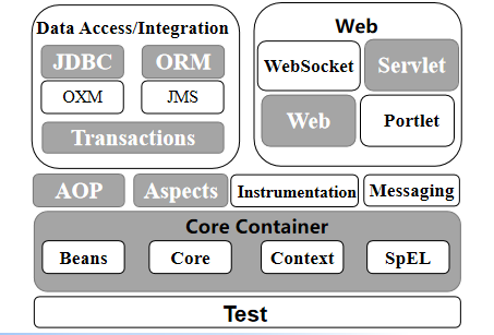 Data Access/Integration
JDBC ORM
OXM JMS
Transactions
Web
WebSocket Servlet
Web Portlet
AOP Aspects Instrumentation Messaging
Core Container
Beans Core Context SpEL
Test